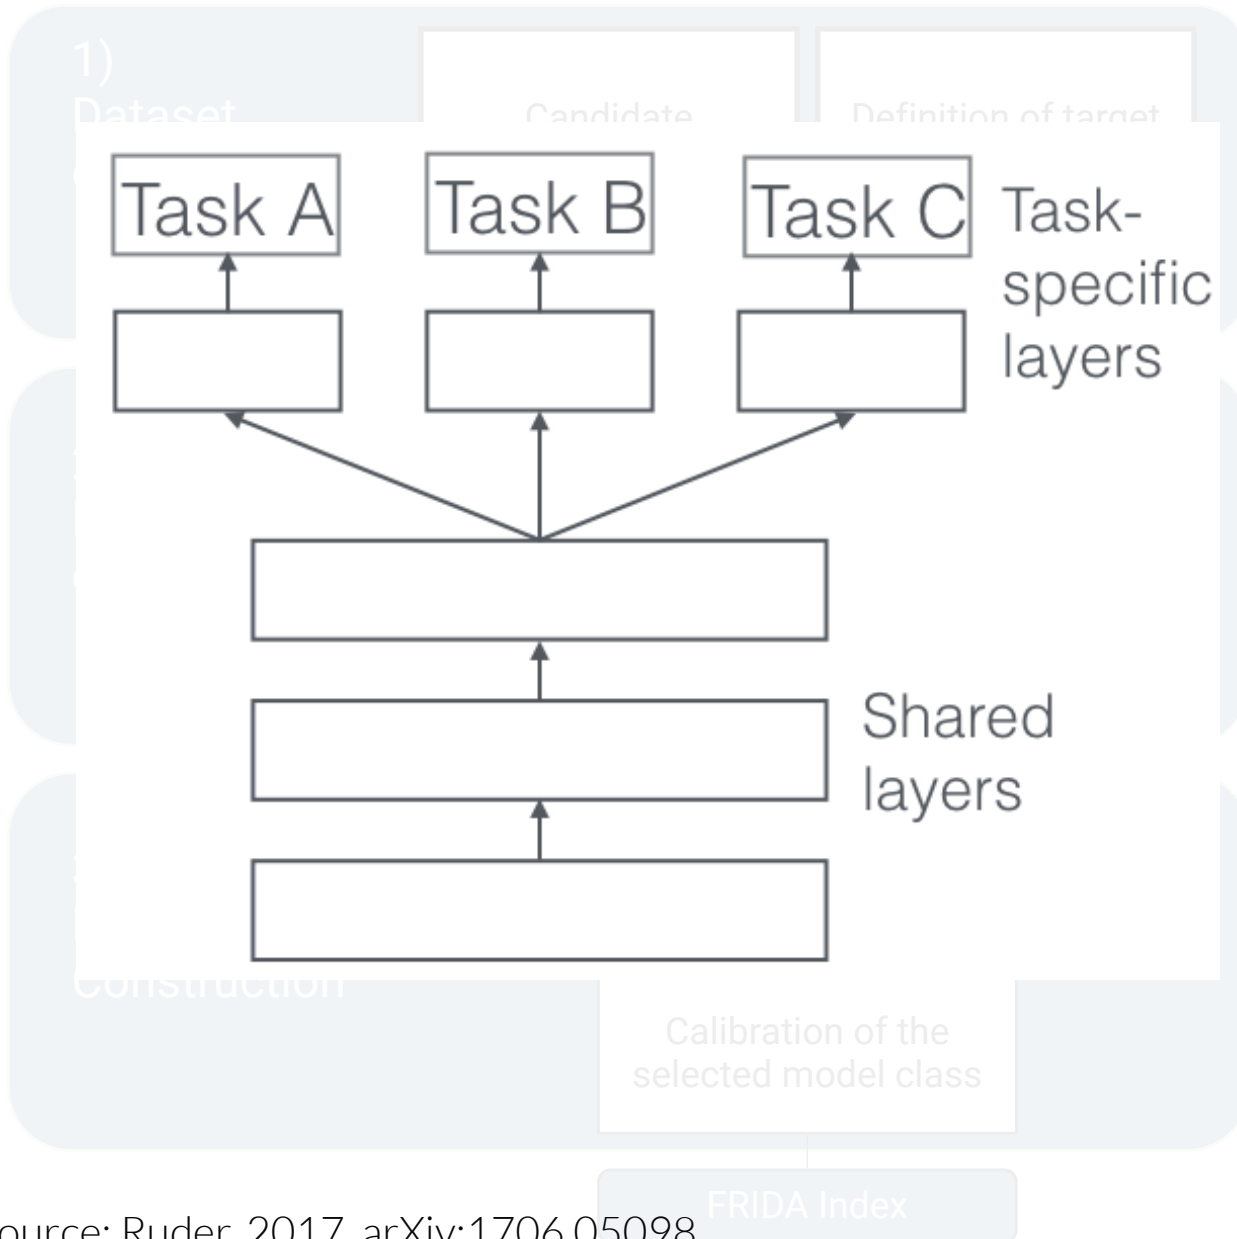 1)
Dataset
Candidate
Definition of target
Task A
Task B
Task C
Task-
specific
layers
Shared
layers
Construction
Calibration of the
selected model class
FRIDA Index
ource: Ruder, 2017, arXiv:1706.05098